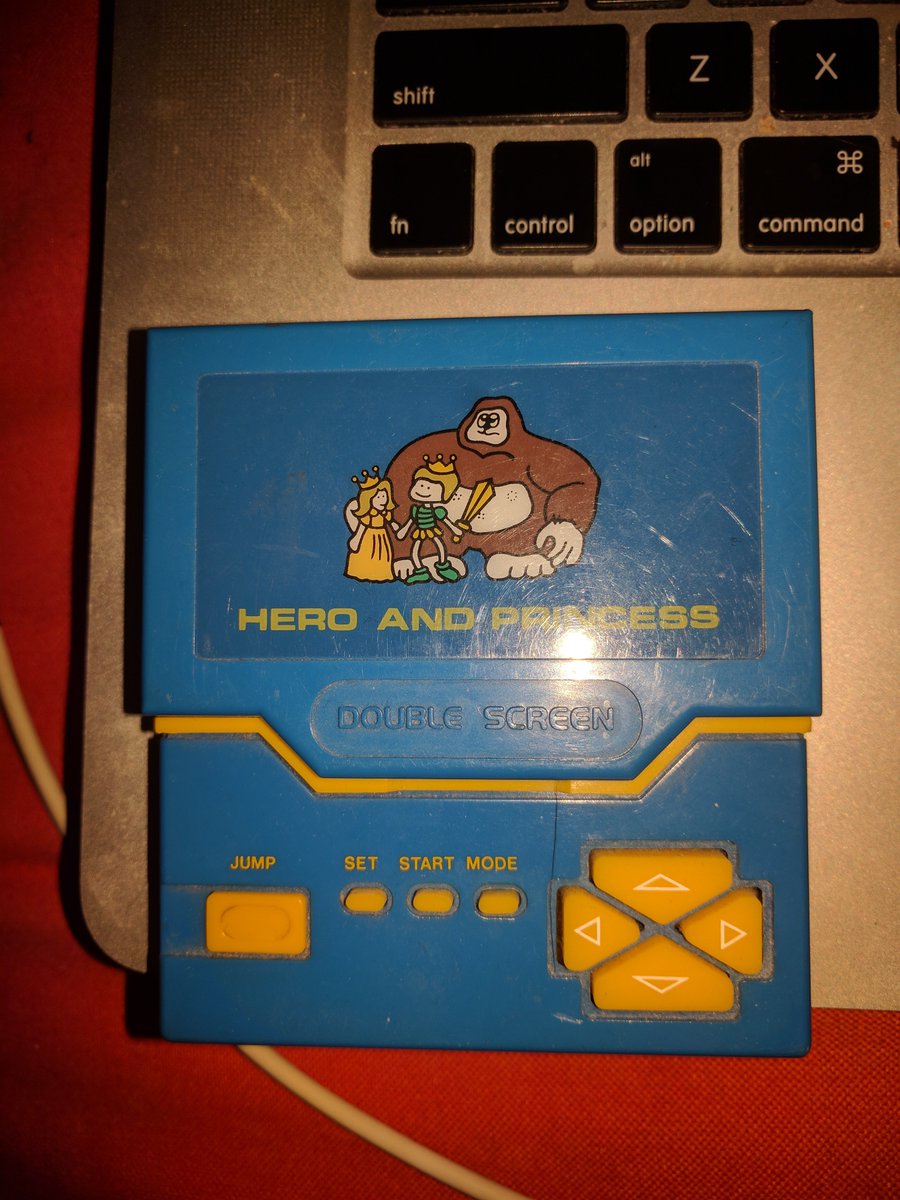 shift
Z
X
fn
control
alt
option
⌘
command
HERO AND PRINCESS
DOUBLE SCREEN
JUMP
SET START MODE